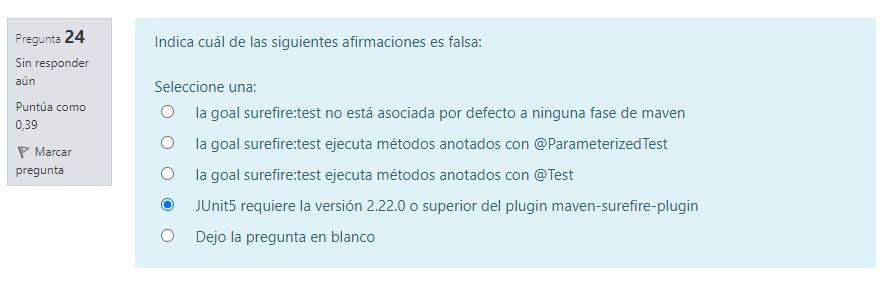 Pregunta 24
Sin responder
aún
Puntúa como
0,39
Marcar
pregunta
Indica cuál de las siguientes afirmaciones es falsa:
Seleccione una:
la goal surefire:test no está asociada por defecto a ninguna fase de maven
la goal surefire:test ejecuta métodos anotados con @ParameterizedTest
la goal surefire:test ejecuta métodos anotados con @Test
JUnit5 requiere la versión 2.22.0 o superior del plugin maven-surefire-plugin
Dejo la pregunta en blanco